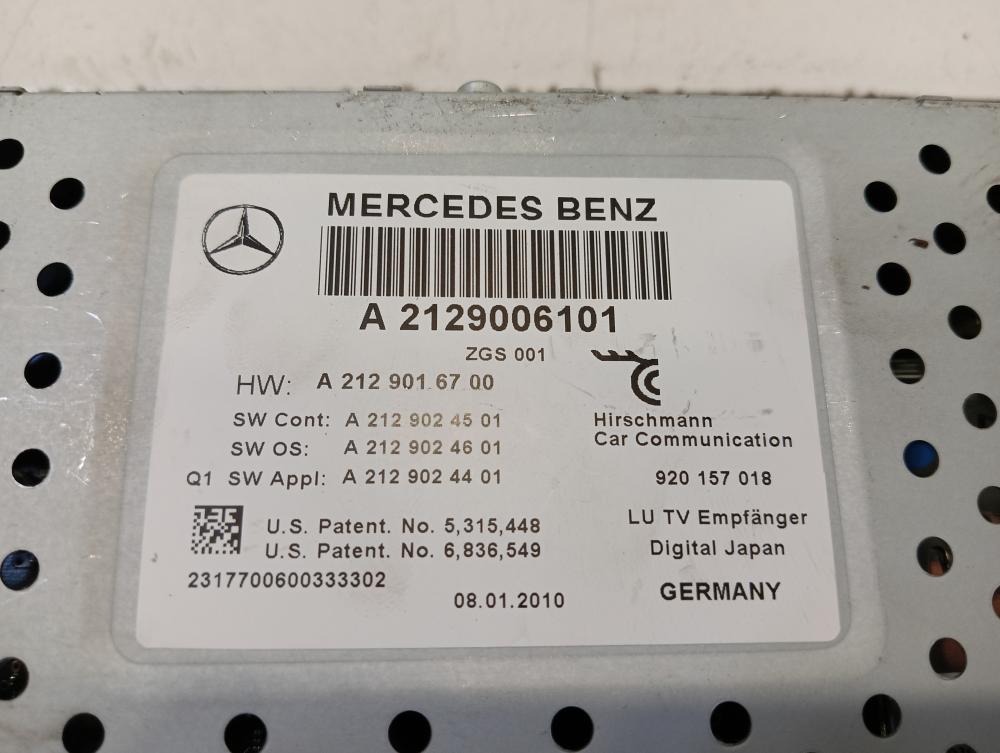 MERCEDES BENZ
A 2129006101
ZGS 001
HW: A 212 901 67 00
SW Cont: A 212 902 45 01
SW OS: A 212 902 46 01
Q1 SW Appl: A 212 902 44 01
Hirschmann
Car Communication
920 157 018
U.S. Patent. No. 5,315,448
U.S. Patent. No. 6,836,549
2317700600333302
08.01.2010
LU TV Empfänger
Digital Japan
GERMANY